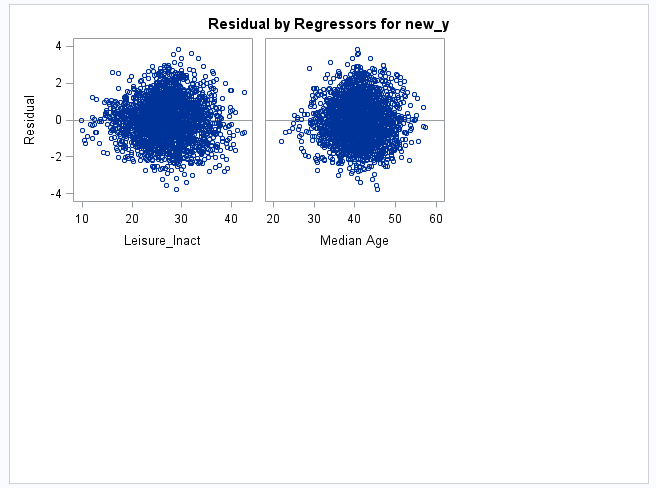 Residual by Regressors for new_y
Residual
4
2
0
-2
-4
10 20 30 40
20 30 40 50 60
Leisure_Inact
Median Age